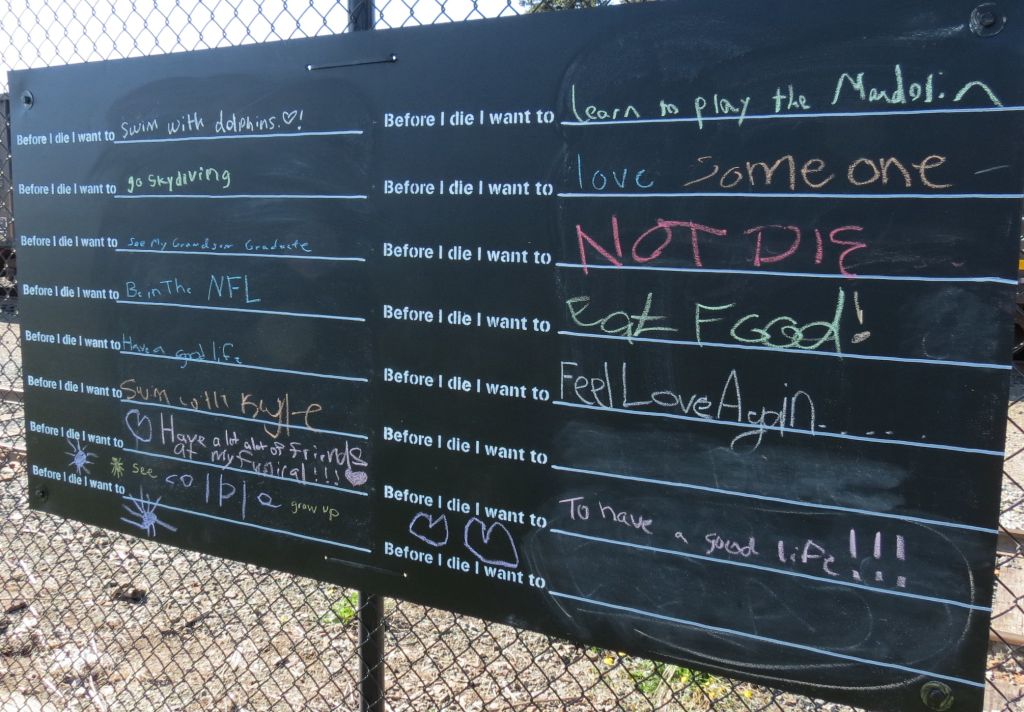 Before I die I want to swim with dolphins.♡!
Before I die I want to go skydiving
Before I die I want to See My Grandson Graduate
Before I die I want to Be in The NFL
Before I die I want to Have a good life
Before I die I want to Swim with Kyle
Before I die I want to Have a lot alot of Friends
at my Funiral!!!
Before I die I want to see grow up
Before I die I want to learn to play the Mandolin
Before I die I want to love someone
Before I die I want to NOT DIE
Before I die I want to Eat Food!
Before I die I want to Feel Love Again.....
Before I die I want to
Before I die I want to To have a good life!!!
Before I die I want to